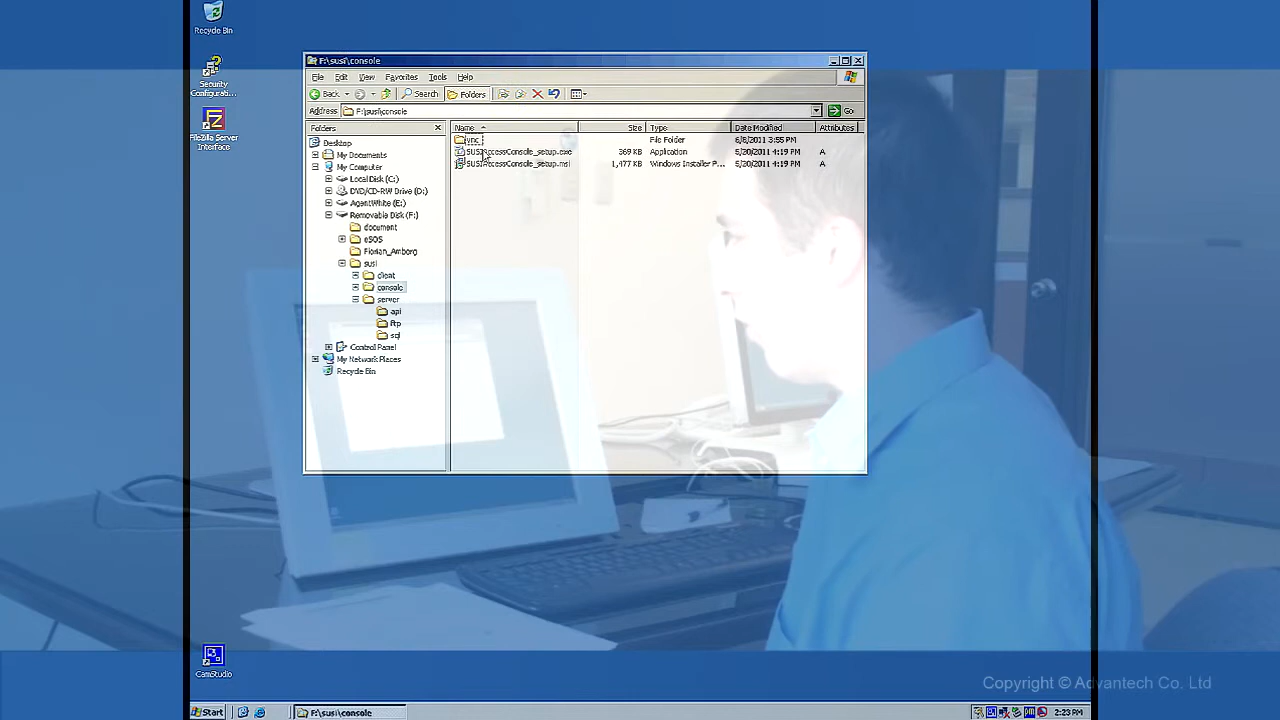 Recycle Bin
Security
Configurati...
FileZilla Server
Interface
F:\susi\console
File Edit View Favorites Tools Help
Back Search Folders
Address F:\susi\console Go
Folders
Name Size Type Date Modified Attributes
vnc File Folder 6/8/2011 3:55 PM
SUSIAccessConsole_setup.exe 369 KB Application 5/30/2011 4:19 PM A
SUSIAccessConsole_setup.msi 1,477 KB Windows Installer P... 5/30/2011 4:19 PM A
Desktop
My Documents
My Computer
Local Disk (C:)
DVD/CD-RW Drive (D:)
AgentWhite (E:)
Removable Disk (F:)
document
eSOS
Florian_Amborg
susi
client
console
server
api
ftp
sql
Control Panel
My Network Places
Recycle Bin
CamStudio
Copyright © Advantech Co. Ltd
Start F:\susi\console 2:23 PM